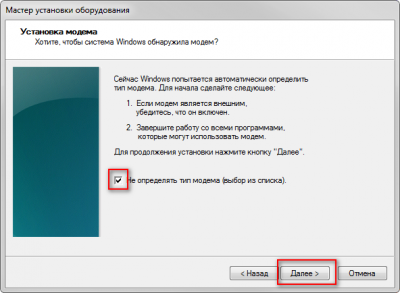 Мастер установки оборудования
Установка модема
Хотите, чтобы система Windows обнаружила модем?
Сейчас Windows попытается автоматически определить
тип модема. Для начала сделайте следующее:
1. Если модем является внешним,
убедитесь, что он включен.
2. Завершите работу со всеми программами,
которые могут использовать модем.
Для продолжения установки нажмите кнопку "Далее".
Не определять тип модема (выбор из списка).
< Назад
Далее >
Отмена